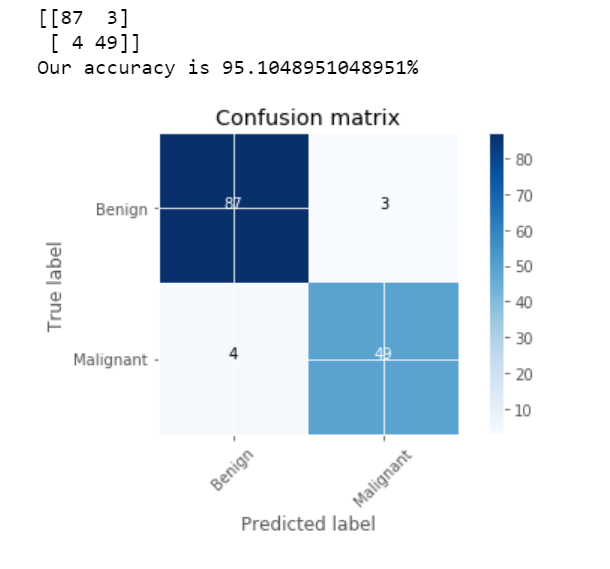 [[87  3]
 [ 4 49]]
Our accuracy is 95.1048951048951%
Confusion matrix
True label
Benign
Malignant
87
3
4
49
80
70
60
50
40
30
20
10
Benign
Malignant
Predicted label